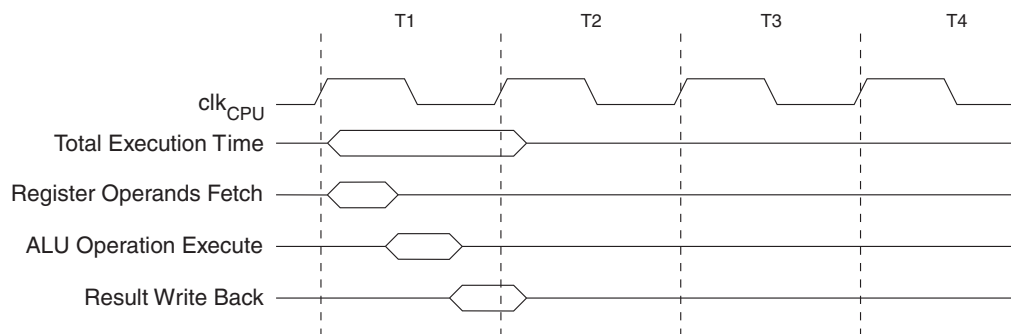 T1 T2 T3 T4
clkCPU
Total Execution Time
Register Operands Fetch
ALU Operation Execute
Result Write Back